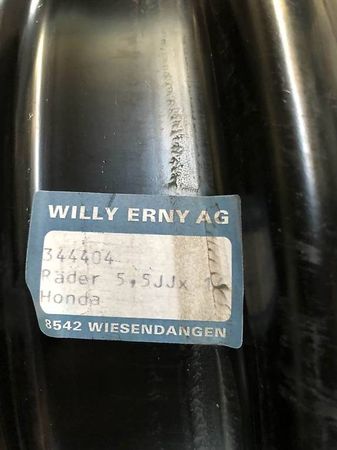 WILLY ERNY AG
344404
Räder 5,5JJx
Honda
8542 WIESENDANGEN